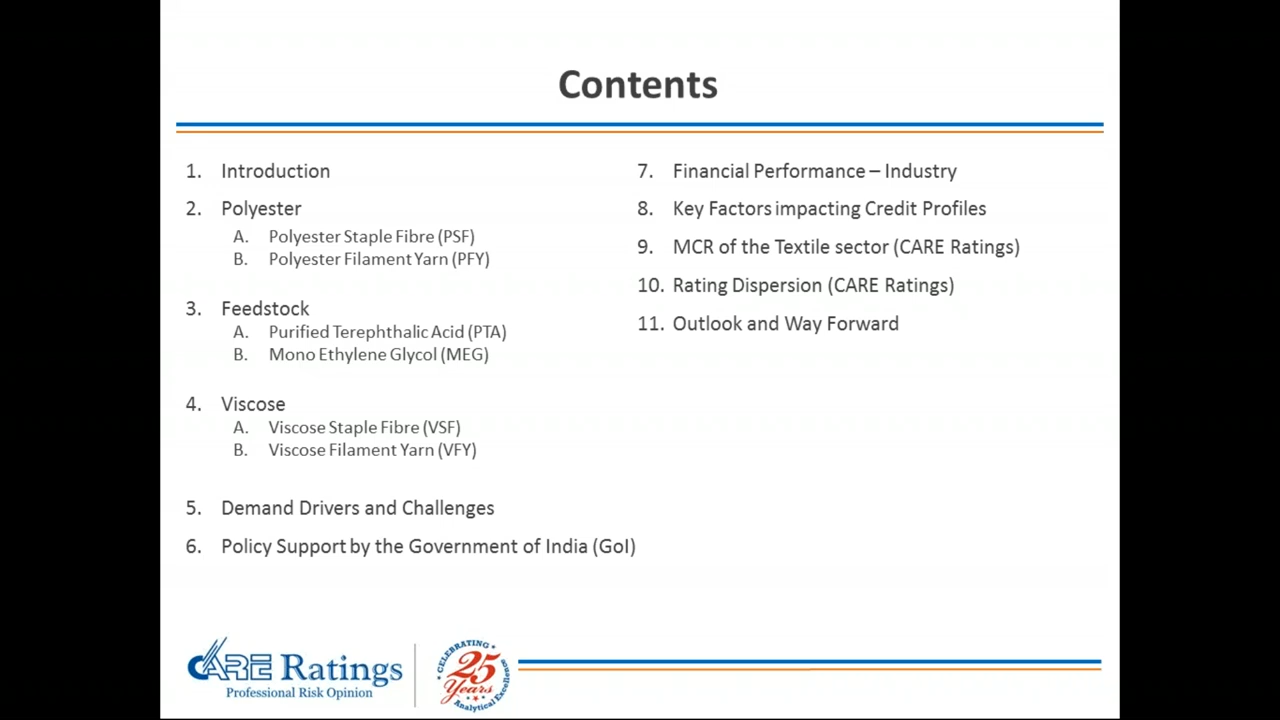 Contents
1. Introduction
2. Polyester
A. Polyester Staple Fibre (PSF)
B. Polyester Filament Yarn (PFY)
3. Feedstock
A. Purified Terephthalic Acid (PTA)
B. Mono Ethylene Glycol (MEG)
4. Viscose
A. Viscose Staple Fibre (VSF)
B. Viscose Filament Yarn (VFY)
5. Demand Drivers and Challenges
6. Policy Support by the Government of India (GoI)
7. Financial Performance – Industry
8. Key Factors impacting Credit Profiles
9. MCR of the Textile sector (CARE Ratings)
10. Rating Dispersion (CARE Ratings)
11. Outlook and Way Forward
CARE Ratings
Professional Risk Opinion
CELEBRATING
25
Years
Analytical Excellence